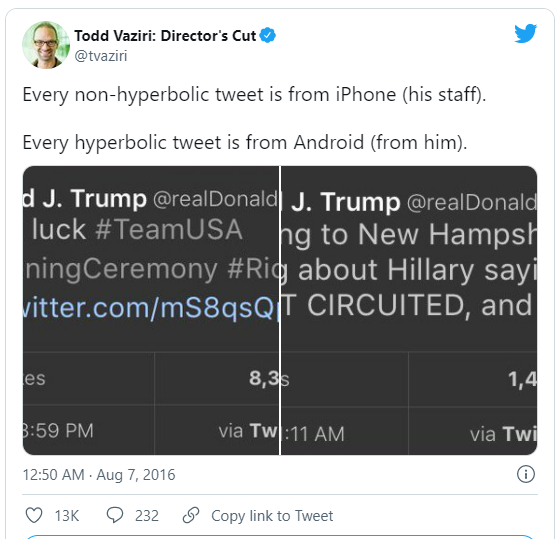 Todd Vaziri: Director's Cut
@tvaziri
Every non-hyperbolic tweet is from iPhone (his staff).
Every hyperbolic tweet is from Android (from him).
d J. Trump @realDonald
luck #TeamUSA
ningCeremony #Rio
witter.com/mS8qsQ
es 8,3
3:59 PM via Tw
J. Trump @realDonald
ng to New Hampsh
g about Hillary sayi
T CIRCUITED, and
s 1,4
:11 AM via Twi
12:50 AM · Aug 7, 2016
13K 232 Copy link to Tweet